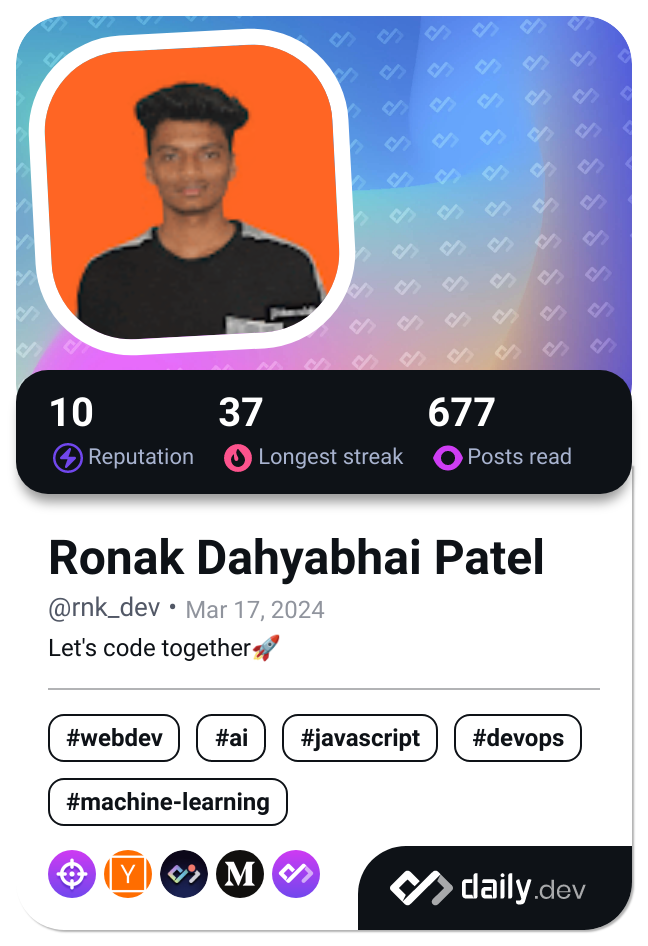 10 37 677
Reputation Longest streak Posts read
Ronak Dahyabhai Patel
@rnk_dev • Mar 17, 2024
Let's code together🚀
#webdev #ai #javascript #devops
#machine-learning
Y M daily.dev